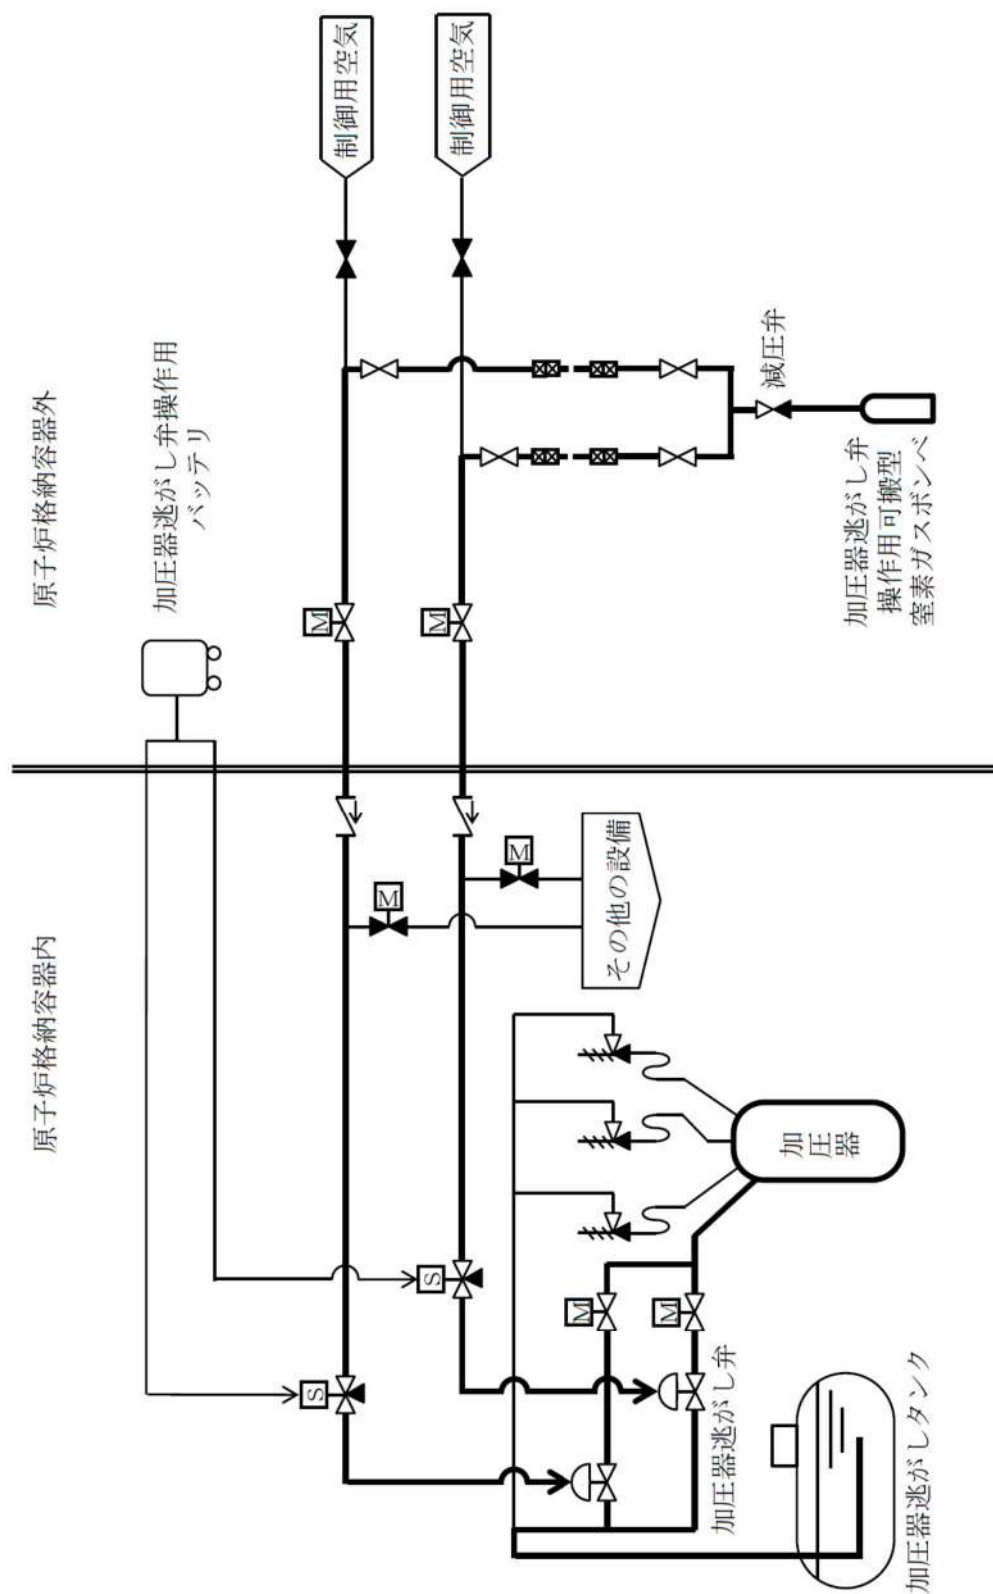 原子炉格納容器内
原子炉格納容器外
加圧器逃がし弁操作用
バッテリ
制御用空気
制御用空気
M
M
M
M
S
S
その他の設備
M
M
加圧器逃がし弁
加圧器
加圧器逃がしタンク
減圧弁
加圧器逃がし弁
操作用可搬型
窒素ガスボンベ